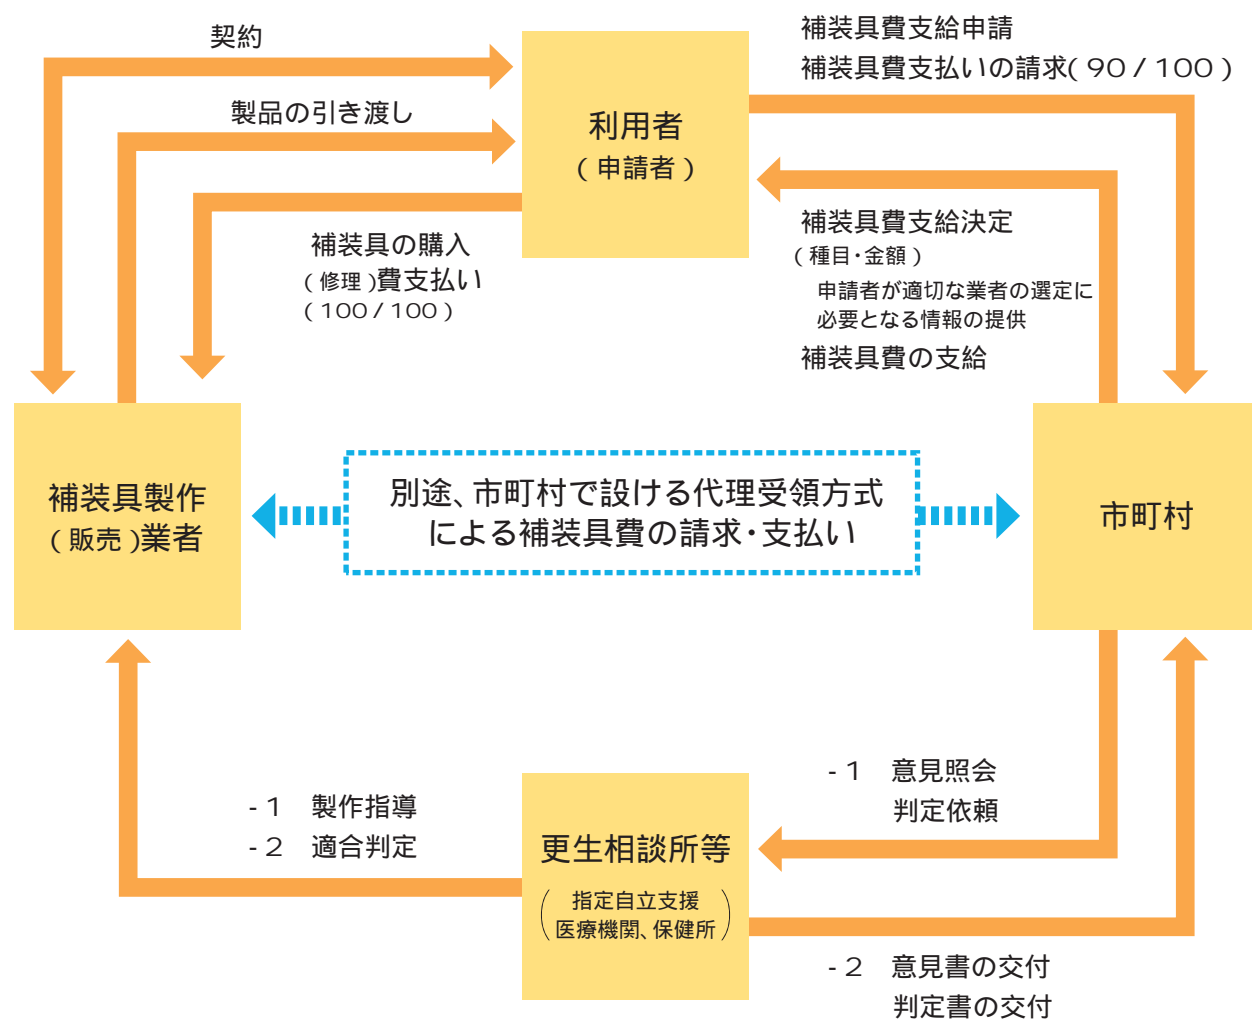 契約
補装具費支給申請
補装具費支払いの請求(90/100)
製品の引き渡し
利用者
(申請者)
補装具の購入
(修理)費支払い
(100/100)
補装具費支給決定
(種目・金額)
申請者が適切な業者の選定に
必要となる情報の提供
補装具費の支給
補装具製作
(販売)業者
別途、市町村で設ける代理受領方式
による補装具費の請求・支払い
市町村
-1 製作指導
-2 適合判定
更生相談所等
(指定自立支援
医療機関、保健所)
-1 意見照会
判定依頼
-2 意見書の交付
判定書の交付